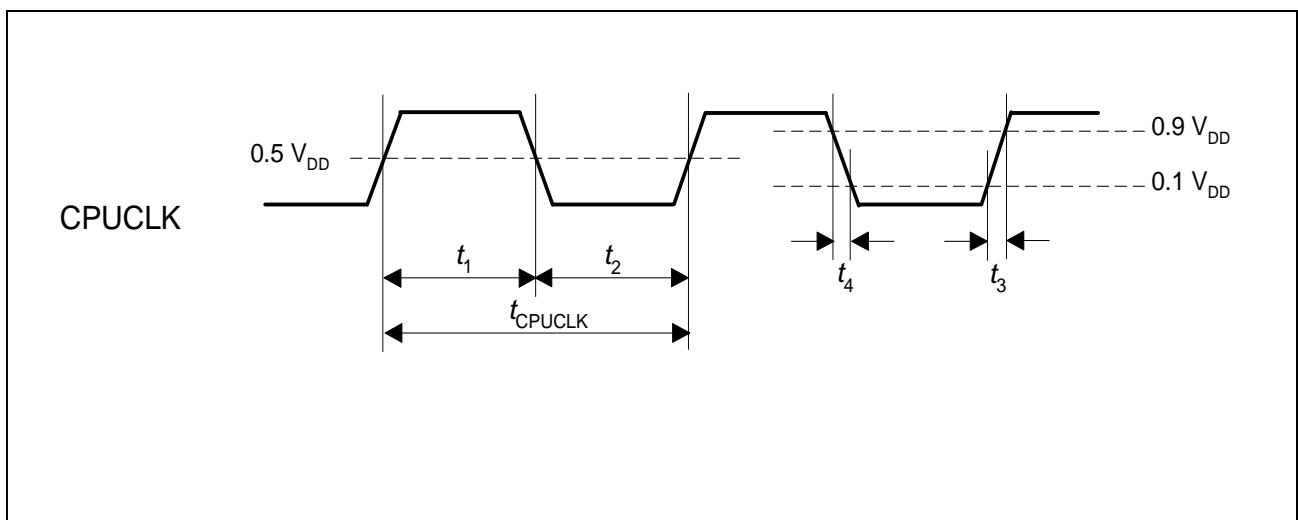 0.9 V_DD
0.5 V_DD
0.1 V_DD
CPUCLK
t_1
t_2
t_4
t_3
t_CPUCLK